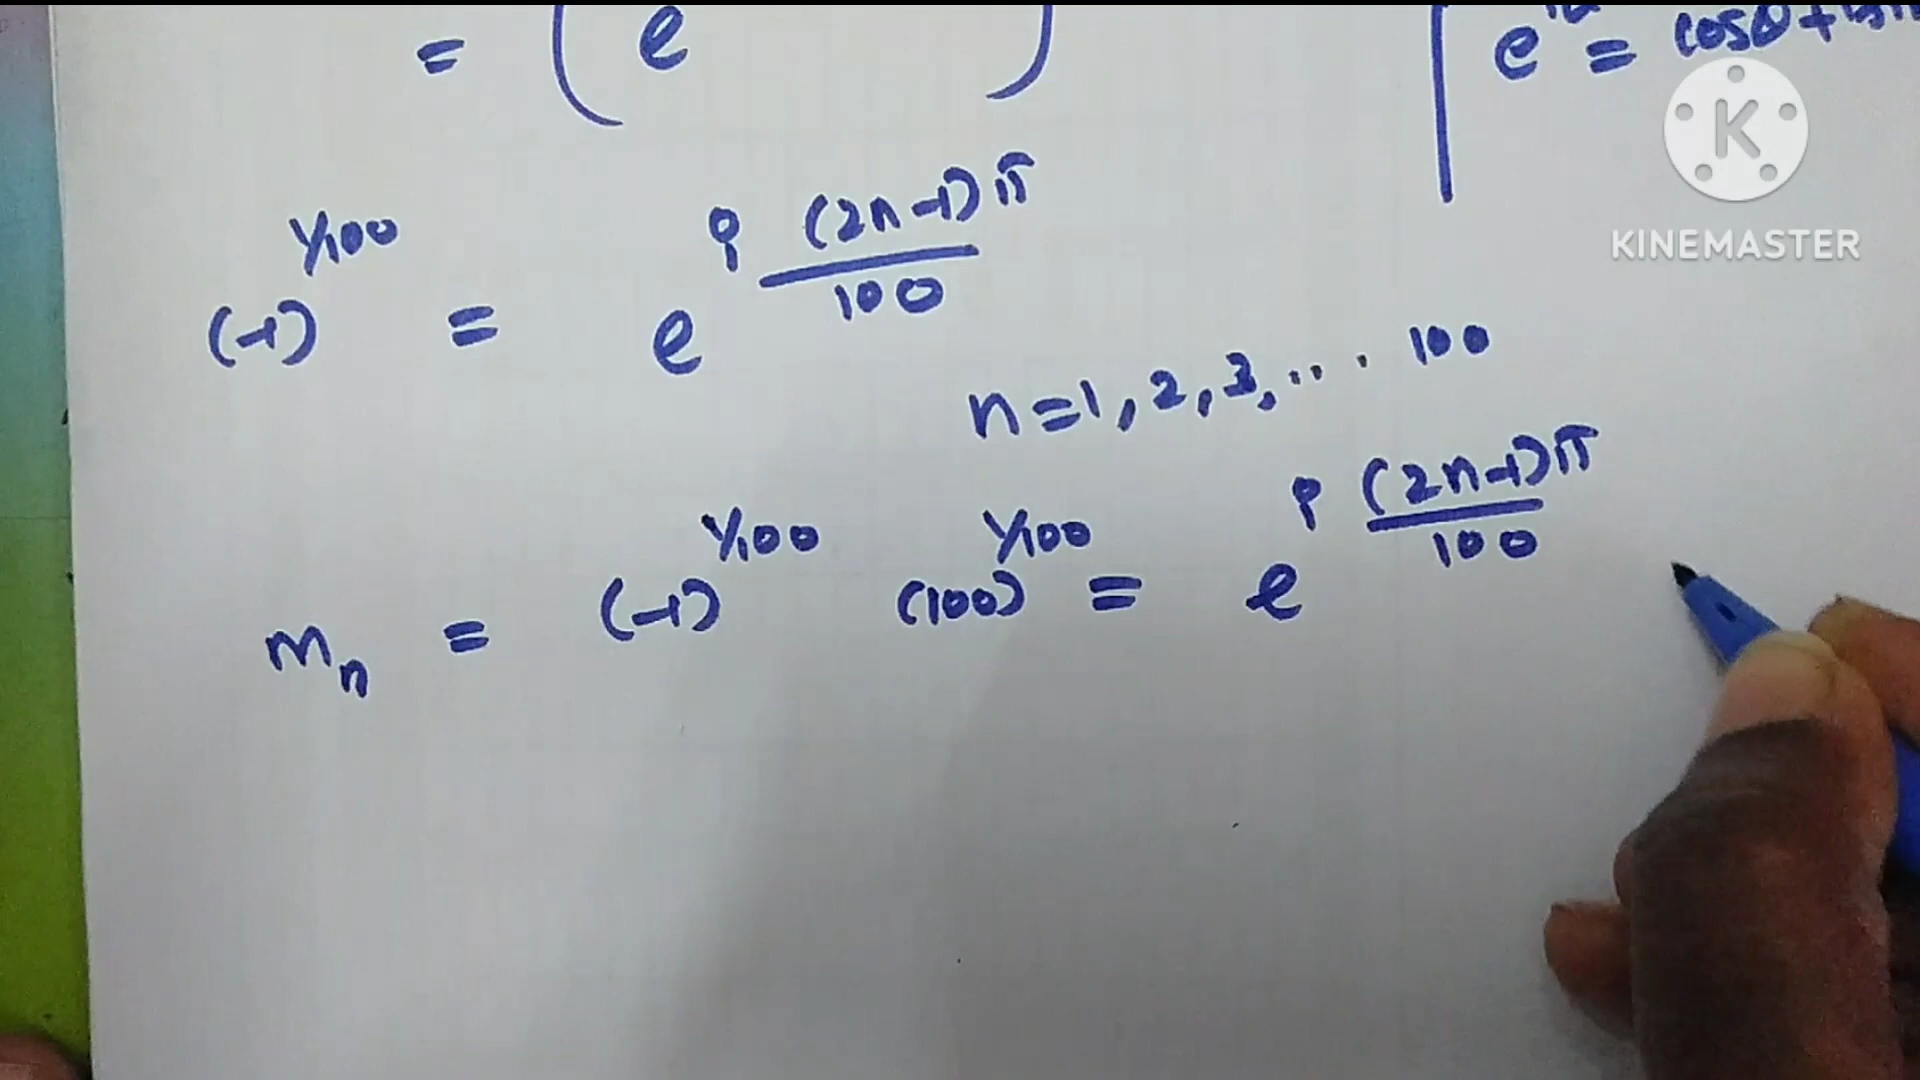 = (e ) e = cosθ +
KINEMASTER
(-1)^1/100 = e^i (2n-1)π/100
n=1, 2, 3, ... . 100
m_n = (-1)^1/100 (100)^1/100 = e^i (2n-1)π/100